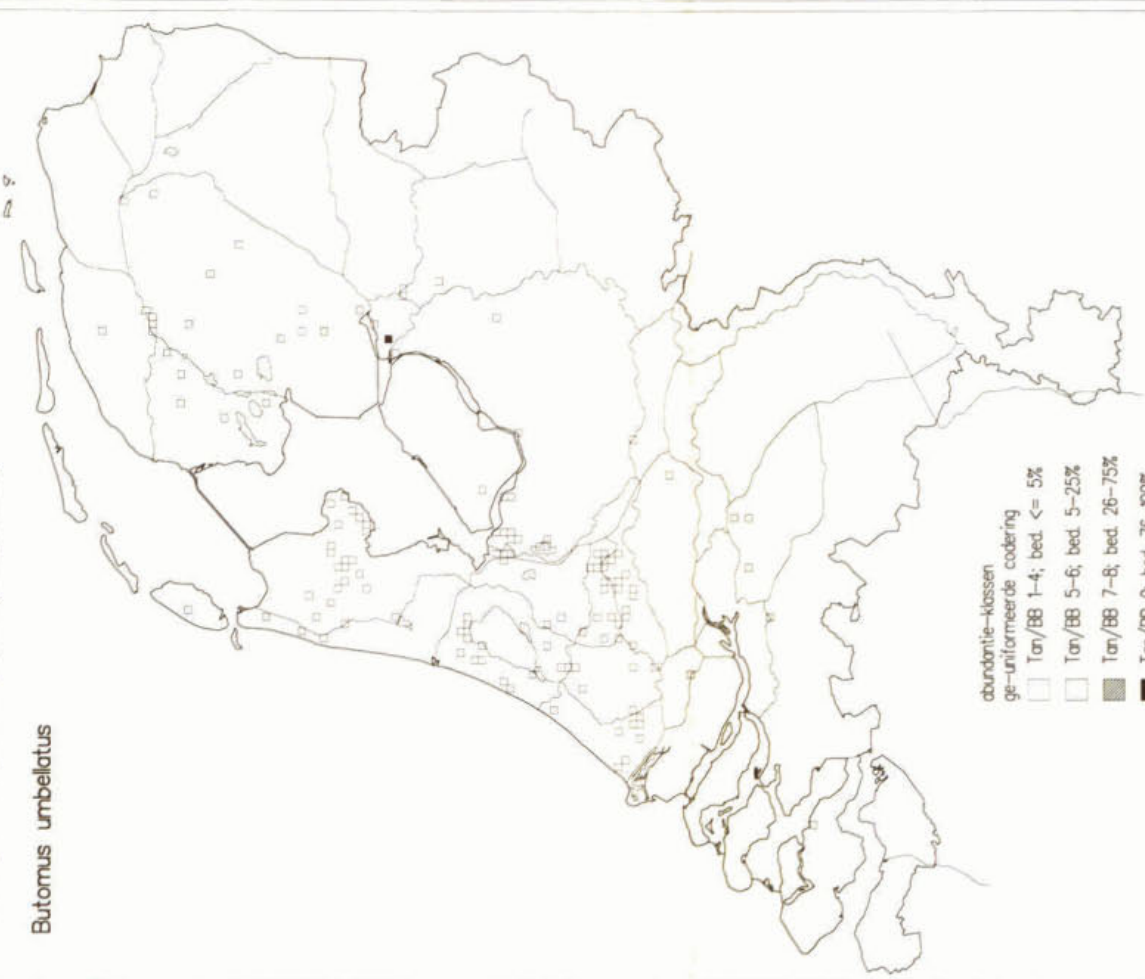 Butomus umbellatus
abundantie-klassen
ge-uniformeerde codering
Tan/BB 1-4; bed. <= 5%
Tan/BB 5-6; bed. 5-25%
Tan/BB 7-8; bed. 26-75%